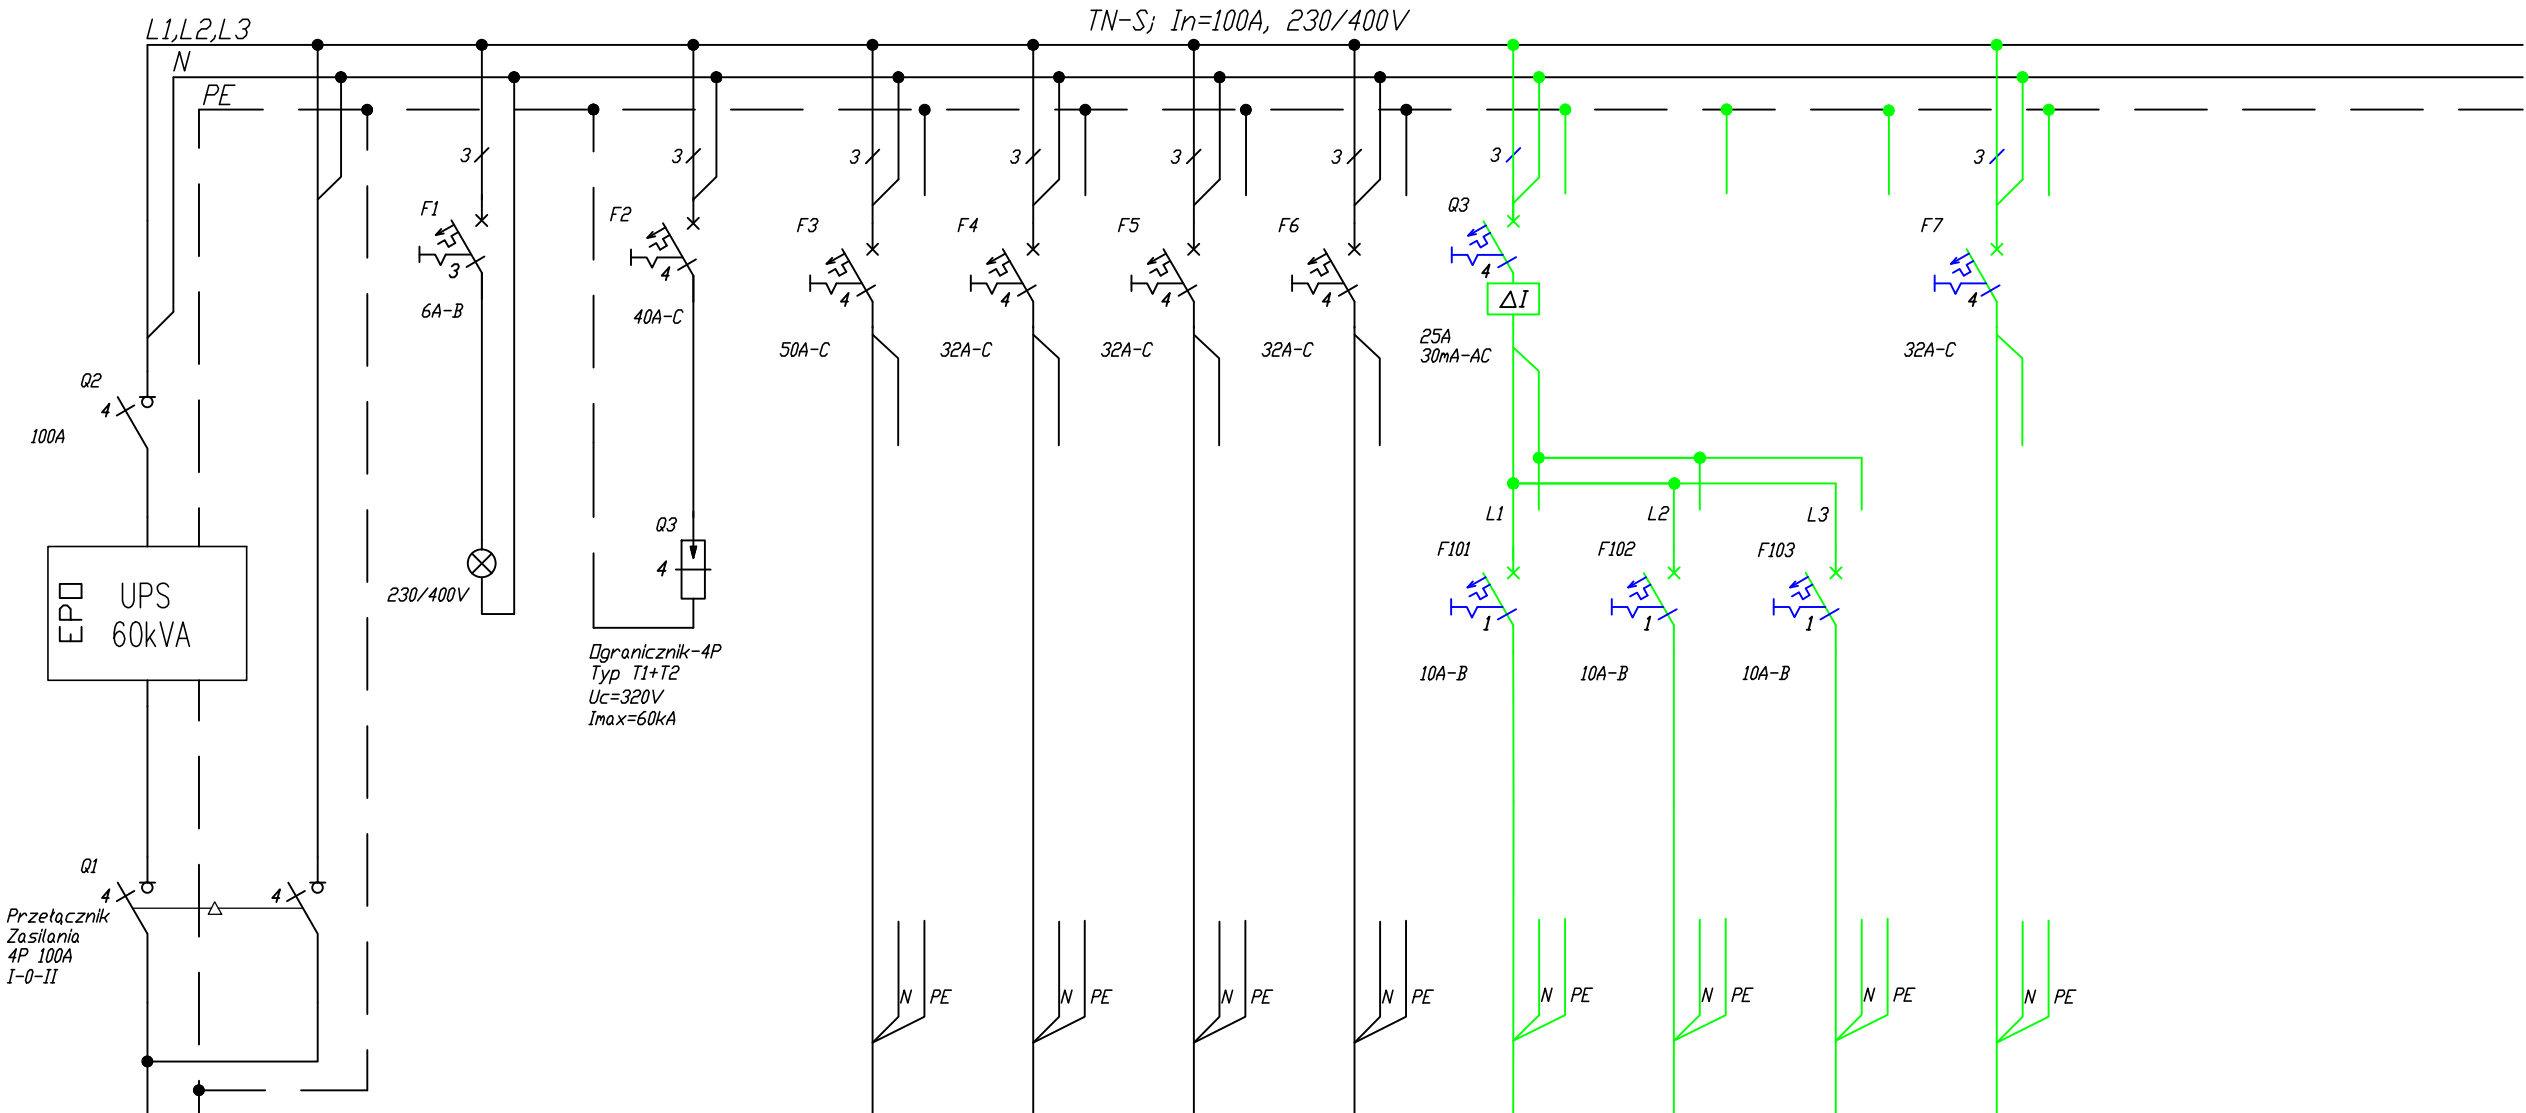 TN-S; In=100A, 230/400V
L1,L2,L3
N
PE
3
3
3
3
3
3
3
3
F1
F2
F3
F4
F5
F6
Q3
F7
3
4
4
4
4
4
4
4
6A-B
40A-C
50A-C
32A-C
32A-C
32A-C
ΔI
25A
30mA-AC
32A-C
Q2
4
100A
L1
L2
L3
Q3
4
F101
F102
F103
1
1
1
10A-B
10A-B
10A-B
EPO
UPS
60kVA
230/400V
Ogranicznik-4P
Typ T1+T2
Uc=320V
Imax=60kA
Q1
4
4
Przełącznik
Zasilania
4P 100A
I-0-II
N PE
N PE
N PE
N PE
N PE
N PE
N PE
N PE